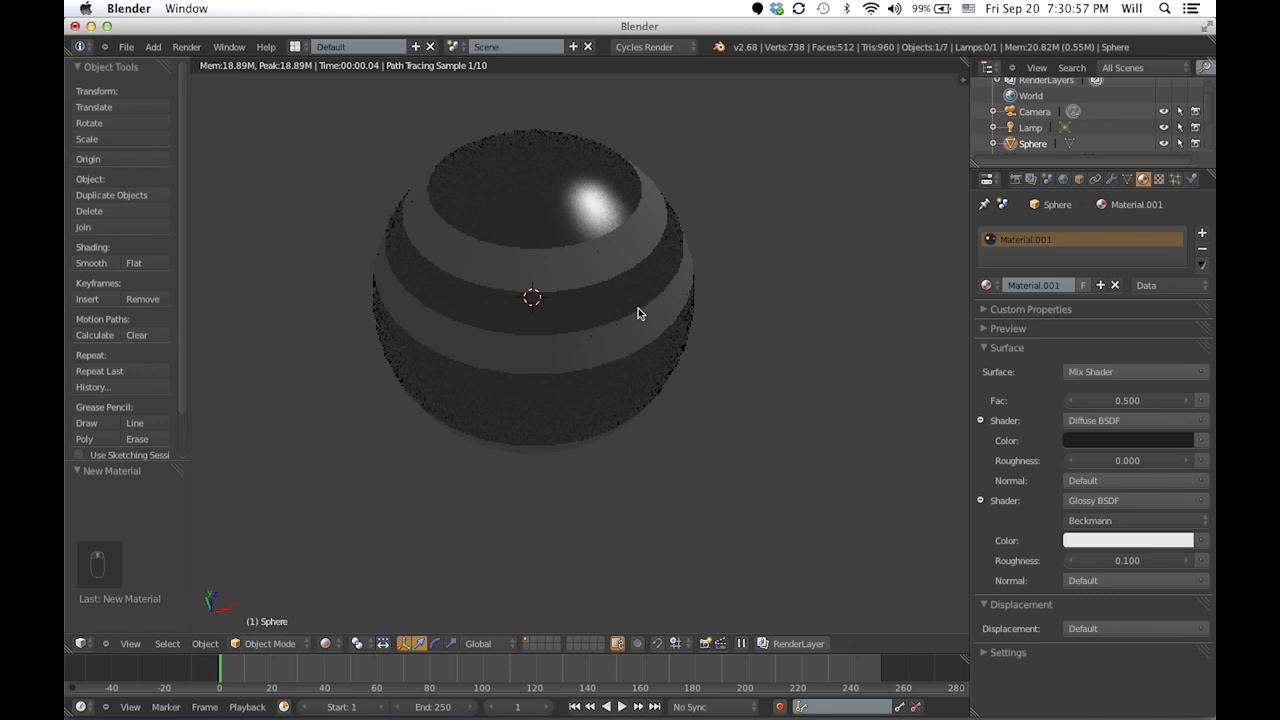 Blender Window 99% Fri Sep 20 7:30:57 PM Will
Blender
File Add Render Window Help Default Scene Cycles Render v2.68 | Verts:738 | Faces:512 | Tris:960 | Objects:1/7 | Lamps:0/1 | Mem:20.82M (0.55M) | Sphere
Object Tools
Mem:18.89M, Peak:18.89M | Time:00:00.04 | Path Tracing Sample 1/10
View Search All Scenes
RenderLayers
World
Camera
Lamp
Sphere
Transform:
Translate
Rotate
Scale
Origin
Object:
Duplicate Objects
Delete
Join
Shading:
Smooth Flat
Keyframes:
Insert Remove
Motion Paths:
Calculate Clear
Repeat:
Repeat Last
History...
Grease Pencil:
Draw Line
Poly Erase
Use Sketching Sessi
New Material
Last: New Material
(1) Sphere
Sphere Material.001
Material.001
Material.001 F Data
Custom Properties
Preview
Surface
Surface: Mix Shader
Fac: 0.500
Shader: Diffuse BSDF
Color:
Roughness: 0.000
Normal: Default
Shader: Glossy BSDF
Beckmann
Color:
Roughness: 0.100
Normal: Default
Displacement
Displacement: Default
Settings
View Select Object Object Mode Global RenderLayer
-40 -20 0 20 40 60 80 100 120 140 160 180 200 220 240 260 280
View Marker Frame Playback Start: 1 End: 250 1 No Sync